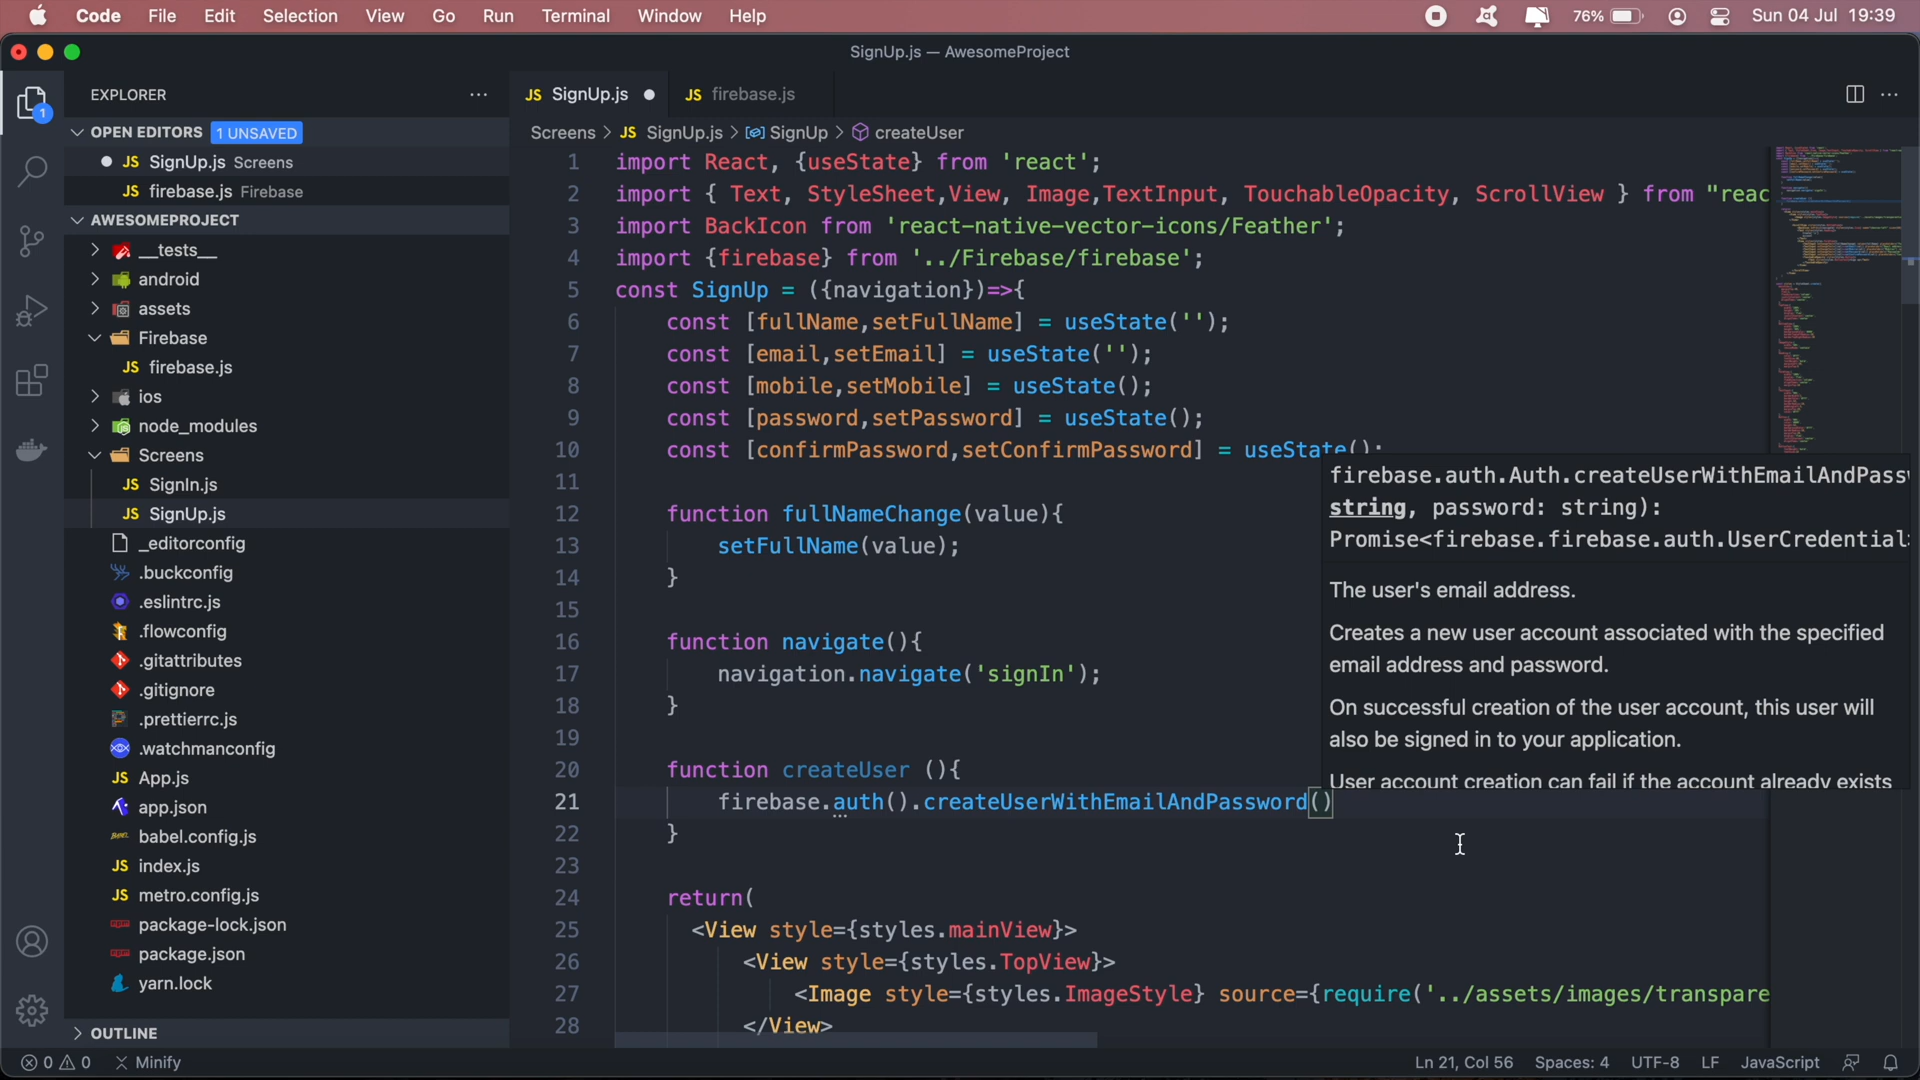 Code File Edit Selection View Go Run Terminal Window Help 76% Sun 04 Jul 19:39
SignUp.js — AwesomeProject
EXPLORER
OPEN EDITORS 1 UNSAVED
JS SignUp.js Screens
JS firebase.js Firebase
AWESOMEPROJECT
__tests__
android
assets
Firebase
JS firebase.js
ios
node_modules
Screens
JS SignIn.js
JS SignUp.js
_editorconfig
.buckconfig
.eslintrc.js
.flowconfig
.gitattributes
.gitignore
.prettierrc.js
.watchmanconfig
JS App.js
app.json
babel.config.js
JS index.js
JS metro.config.js
package-lock.json
package.json
yarn.lock
OUTLINE
1
JS SignUp.js JS firebase.js
Screens > JS SignUp.js > SignUp > createUser
1 import React, {useState} from 'react';
2 import { Text, StyleSheet,View, Image,TextInput, TouchableOpacity, ScrollView } from "reac
3 import BackIcon from 'react-native-vector-icons/Feather';
4 import {firebase} from '../Firebase/firebase';
5 const SignUp = ({navigation})=>{
6 const [fullName,setFullName] = useState('');
7 const [email,setEmail] = useState('');
8 const [mobile,setMobile] = useState();
9 const [password,setPassword] = useState();
10 const [confirmPassword,setConfirmPassword] = useState();
11
12 function fullNameChange(value){
13 setFullName(value);
14 }
15
16 function navigate(){
17 navigation.navigate('signIn');
18 }
19
20 function createUser (){
21 firebase.auth().createUserWithEmailAndPassword()
22 }
23
24 return(
25 <View style={styles.mainView}>
26 <View style={styles.TopView}>
27 <Image style={styles.ImageStyle} source={require('../assets/images/transpare
28 </View>
firebase.auth.Auth.createUserWithEmailAndPassw
string, password: string):
Promise<firebase.firebase.auth.UserCredential>
The user's email address.
Creates a new user account associated with the specified
email address and password.
On successful creation of the user account, this user will
also be signed in to your application.
User account creation can fail if the account already exists
0 0 Minify Ln 21, Col 56 Spaces: 4 UTF-8 LF JavaScript